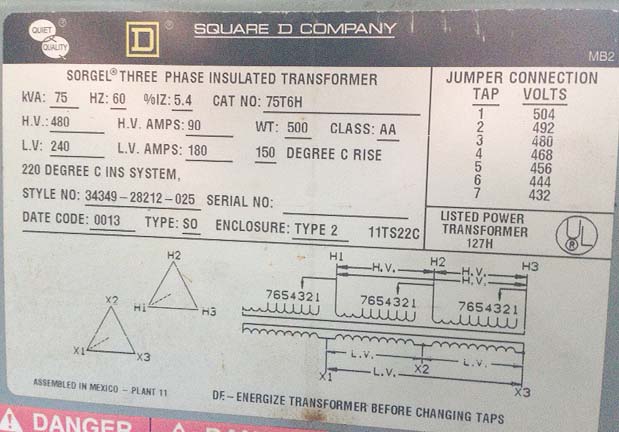 QUIET
QUALITY
D
SQUARE D COMPANY
MB2
SORGEL® THREE PHASE INSULATED TRANSFORMER
kVA: 75 HZ: 60 %IZ: 5.4 CAT NO: 75T6H
H.V.: 480 H.V. AMPS: 90 WT: 500 CLASS: AA
L.V: 240 L.V. AMPS: 180 150 DEGREE C RISE
220 DEGREE C INS SYSTEM,
STYLE NO: 34349-28212-025 SERIAL NO:
DATE CODE: 0013 TYPE: SO ENCLOSURE: TYPE 2 11TS22C
JUMPER CONNECTION
TAP VOLTS
1 504
2 492
3 480
4 468
5 456
6 444
7 432
LISTED POWER
TRANSFORMER
127H
UL
®
H2
H1
H3
X2
X1
X3
H1 H2 H3
H.V. H.V.
H.V.
7654321 7654321 7654321
L.V. L.V.
X1 L.V. X2 X3
ASSEMBLED IN MEXICO - PLANT 11
DE-ENERGIZE TRANSFORMER BEFORE CHANGING TAPS
DANGER